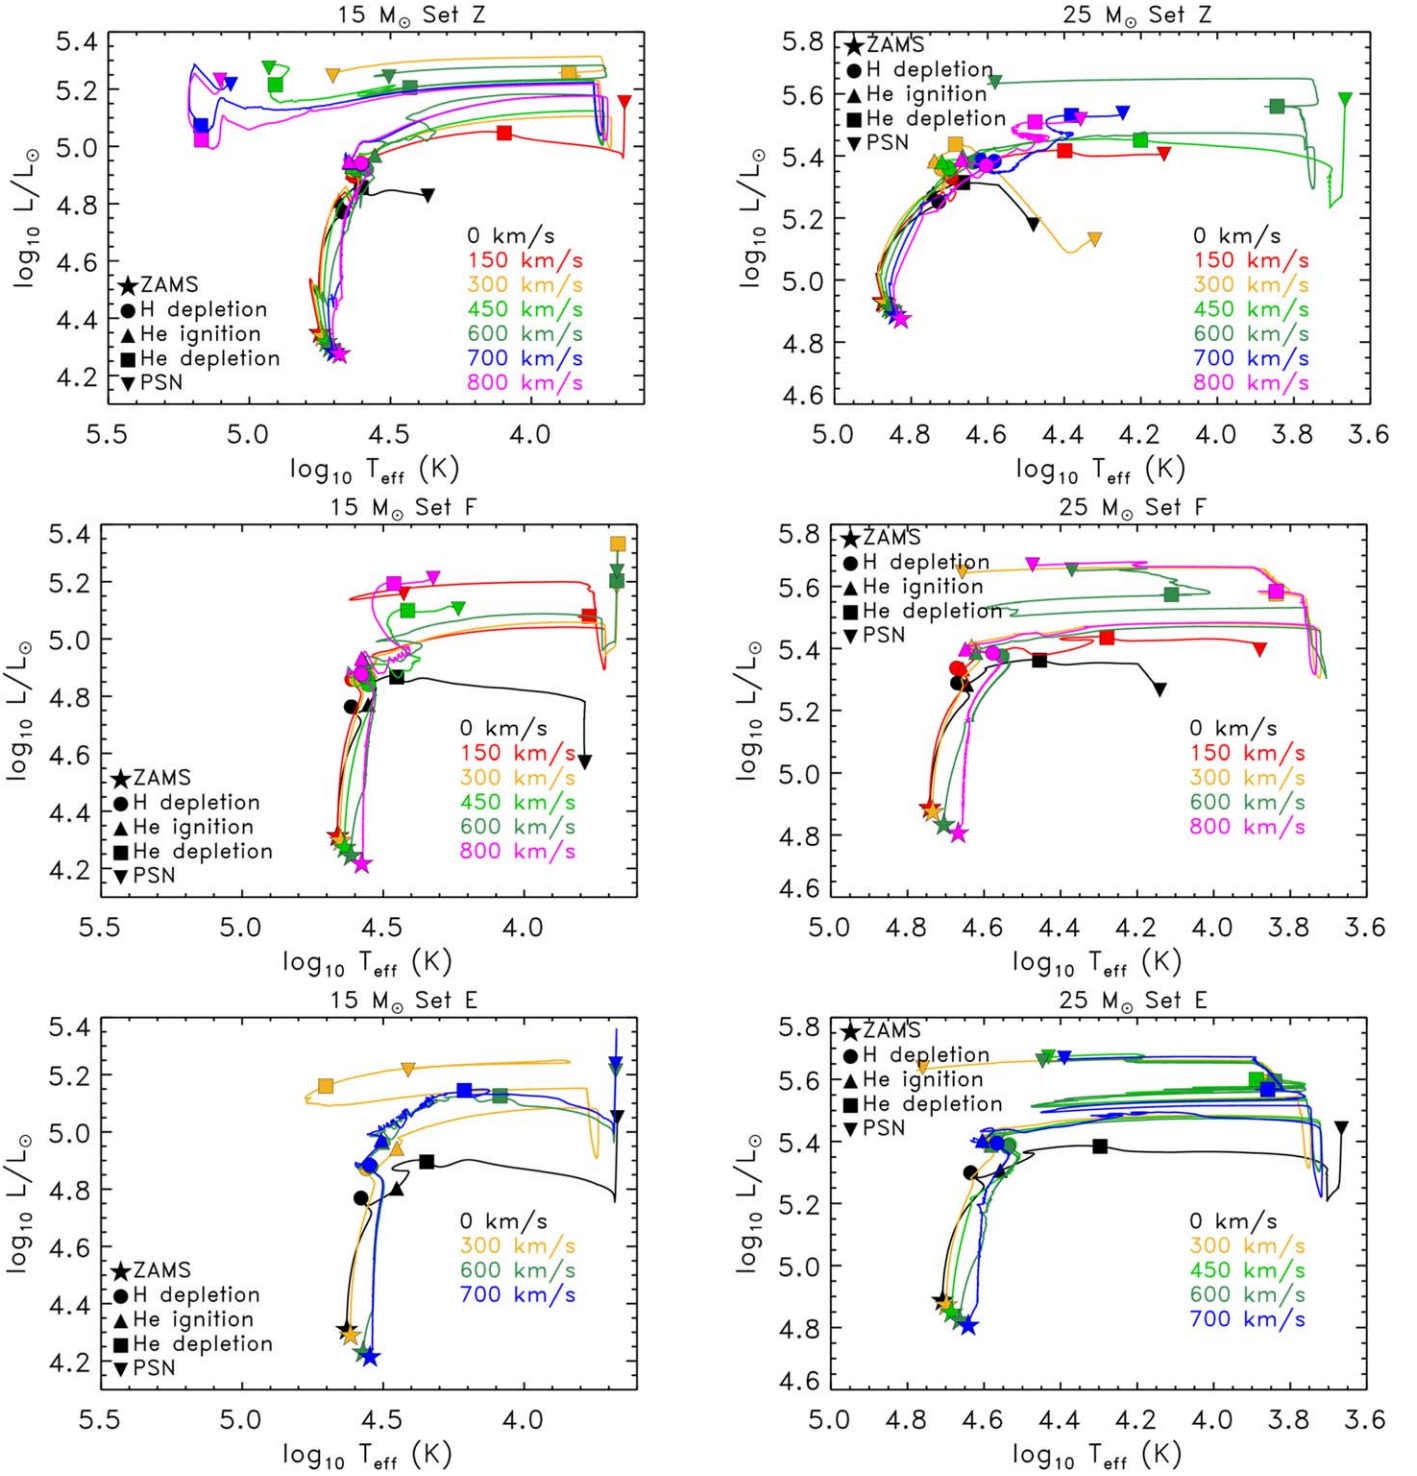 15 M☉ Set Z
5.4
5.2
5.0
4.8
4.6
4.4
4.2
log10 L/L☉
★ZAMS
● H depletion
▲ He ignition
■ He depletion
▼ PSN
0 km/s
150 km/s
300 km/s
450 km/s
600 km/s
700 km/s
800 km/s
5.5 5.0 4.5 4.0
log10 Teff (K)
25 M☉ Set Z
5.8
5.6
5.4
5.2
5.0
4.8
4.6
log10 L/L☉
★ZAMS
● H depletion
▲ He ignition
■ He depletion
▼ PSN
0 km/s
150 km/s
300 km/s
450 km/s
600 km/s
700 km/s
800 km/s
5.0 4.8 4.6 4.4 4.2 4.0 3.8 3.6
log10 Teff (K)
15 M☉ Set F
5.4
5.2
5.0
4.8
4.6
4.4
4.2
log10 L/L☉
★ZAMS
● H depletion
▲ He ignition
■ He depletion
▼ PSN
0 km/s
150 km/s
300 km/s
450 km/s
600 km/s
800 km/s
5.5 5.0 4.5 4.0
log10 Teff (K)
25 M☉ Set F
5.8
5.6
5.4
5.2
5.0
4.8
4.6
log10 L/L☉
★ZAMS
● H depletion
▲ He ignition
■ He depletion
▼ PSN
0 km/s
150 km/s
300 km/s
600 km/s
800 km/s
5.0 4.8 4.6 4.4 4.2 4.0 3.8 3.6
log10 Teff (K)
15 M☉ Set E
5.4
5.2
5.0
4.8
4.6
4.4
4.2
log10 L/L☉
★ZAMS
● H depletion
▲ He ignition
■ He depletion
▼ PSN
0 km/s
300 km/s
600 km/s
700 km/s
5.5 5.0 4.5 4.0
log10 Teff (K)
25 M☉ Set E
5.8
5.6
5.4
5.2
5.0
4.8
4.6
log10 L/L☉
★ZAMS
● H depletion
▲ He ignition
■ He depletion
▼ PSN
0 km/s
300 km/s
450 km/s
600 km/s
700 km/s
5.0 4.8 4.6 4.4 4.2 4.0 3.8 3.6
log10 Teff (K)